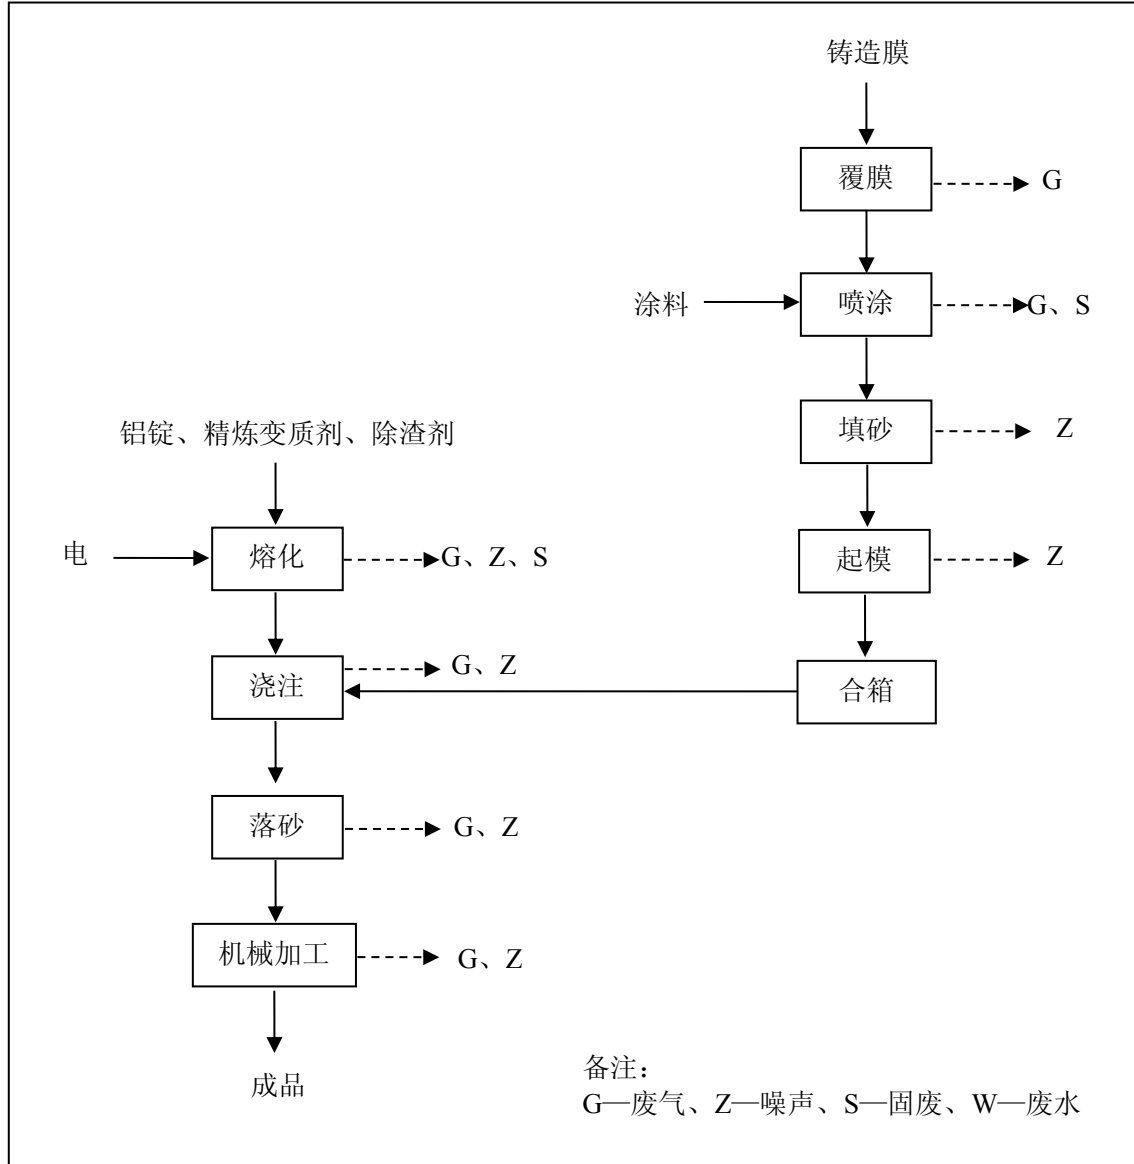 铸造膜
覆膜
G
涂料
喷涂
G、S
填砂
Z
铝锭、精炼变质剂、除渣剂
电
熔化
G、Z、S
起模
Z
浇注
G、Z
合箱
落砂
G、Z
机械加工
G、Z
成品
备注：
G—废气、Z—噪声、S—固废、W—废水